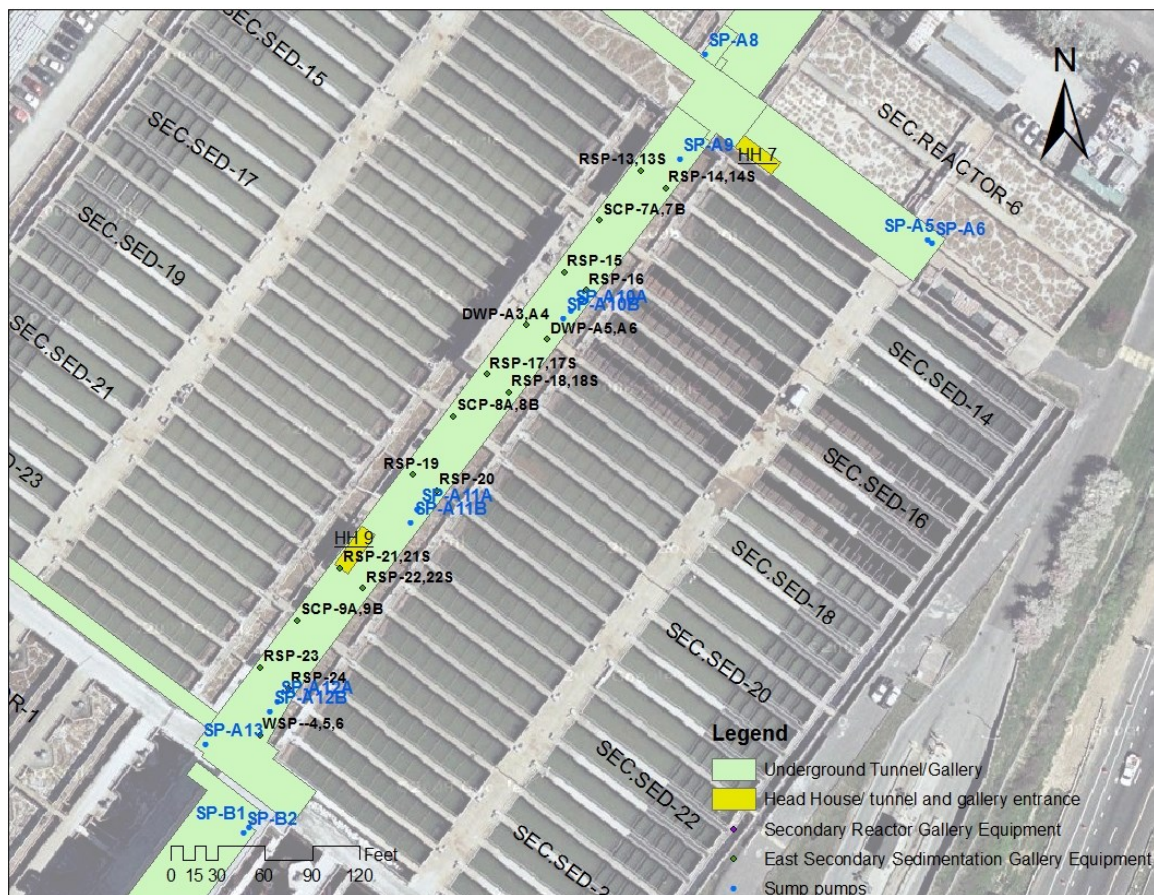 SP-A8
N
SEC.SED-15
SEC.REACTOR-6
SEC.SED-17
SP-A9
HH 7
RSP-13,13S
RSP-14,14S
SCP-7A,7B
SP-A5
SP-A6
SEC.SED-19
RSP-15
RSP-16
SP-A10A
SP-A10B
DWP-A3,A4
DWP-A5,A6
SEC.SED-21
SEC.SED-14
RSP-17,17S
RSP-18,18S
SCP-8A,8B
ED-23
RSP-19
RSP-20
SP-A11A
SP-A11B
SEC.SED-16
HH 9
RSP-21,21S
RSP-22,22S
SEC.SED-18
SCP-9A,9B
RSP-23
RSP-24
SP-A12A
SP-A12B
SEC.SED-20
OR-1
WSP--4,5,6
SP-A13
SEC.SED-22
SP-B1
SP-B2
SEC.SED-2
Feet
0 15 30 60 90 120
Legend
Underground Tunnel/Gallery
Head House/ tunnel and gallery entrance
Secondary Reactor Gallery Equipment
East Secondary Sedimentation Gallery Equipment
Sump pumps